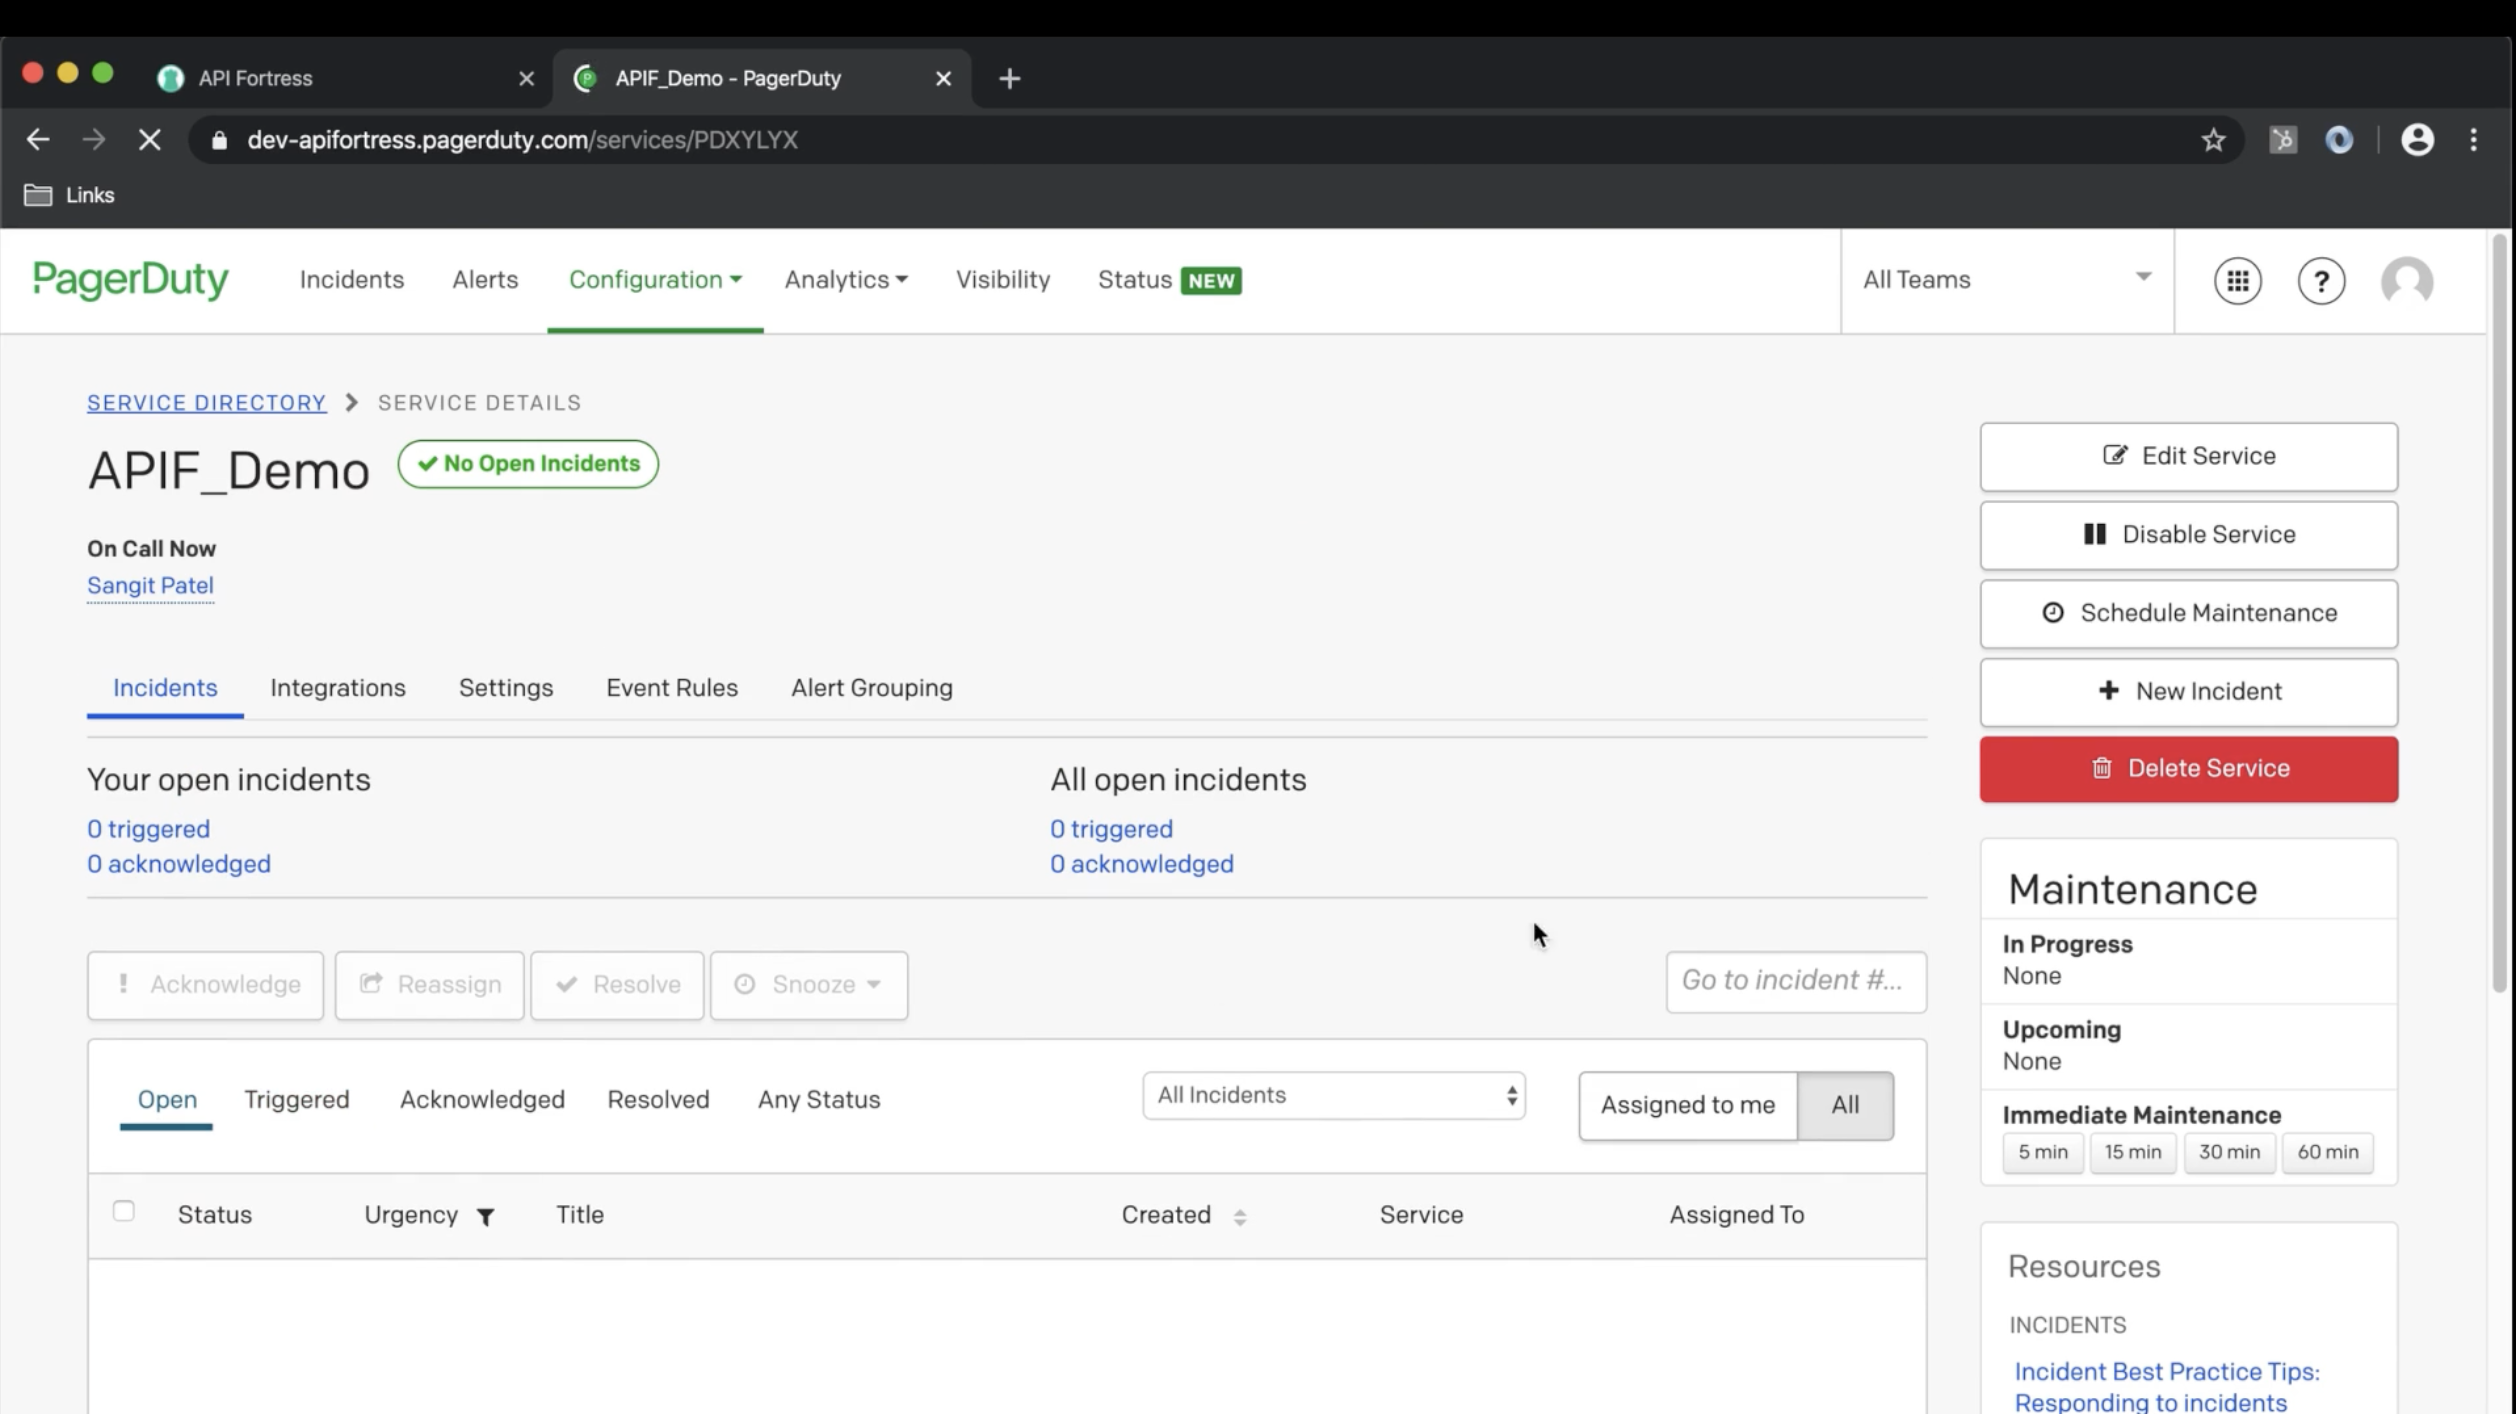 API Fortress
APIF_Demo - PagerDuty
dev-apifortress.pagerduty.com/services/PDXYLYX
Links
PagerDuty
Incidents
Alerts
Configuration
Analytics
Visibility
Status NEW
All Teams
?
SERVICE DIRECTORY > SERVICE DETAILS
APIF_Demo
No Open Incidents
On Call Now
Sangit Patel
Incidents
Integrations
Settings
Event Rules
Alert Grouping
Your open incidents
0 triggered
0 acknowledged
All open incidents
0 triggered
0 acknowledged
! Acknowledge
Reassign
Resolve
Snooze
Go to incident #...
Open
Triggered
Acknowledged
Resolved
Any Status
All Incidents
Assigned to me
All
Status
Urgency
Title
Created
Service
Assigned To
Edit Service
Disable Service
Schedule Maintenance
New Incident
Delete Service
Maintenance
In Progress
None
Upcoming
None
Immediate Maintenance
5 min
15 min
30 min
60 min
Resources
INCIDENTS
Incident Best Practice Tips:
Responding to incidents